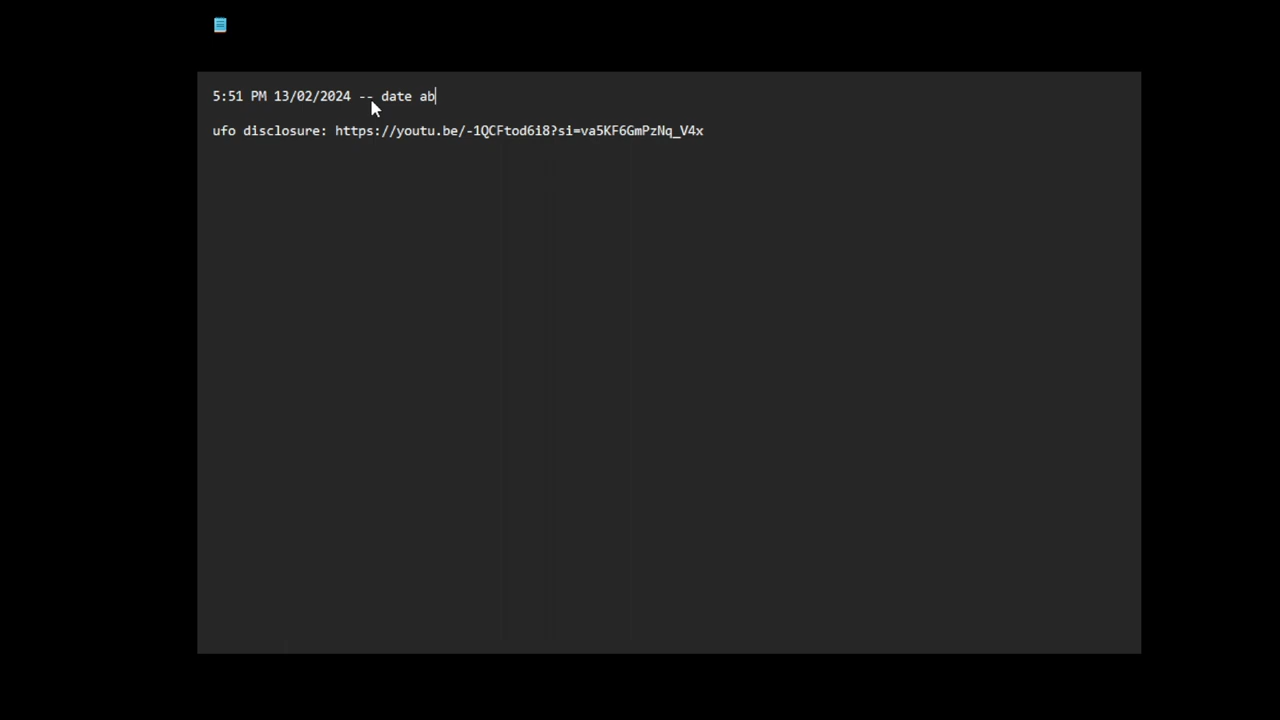 5:51 PM 13/02/2024 -- date ab
ufo disclosure: https://youtu.be/-1QCFtod6i8?si=va5KF6GmPzNq_V4x